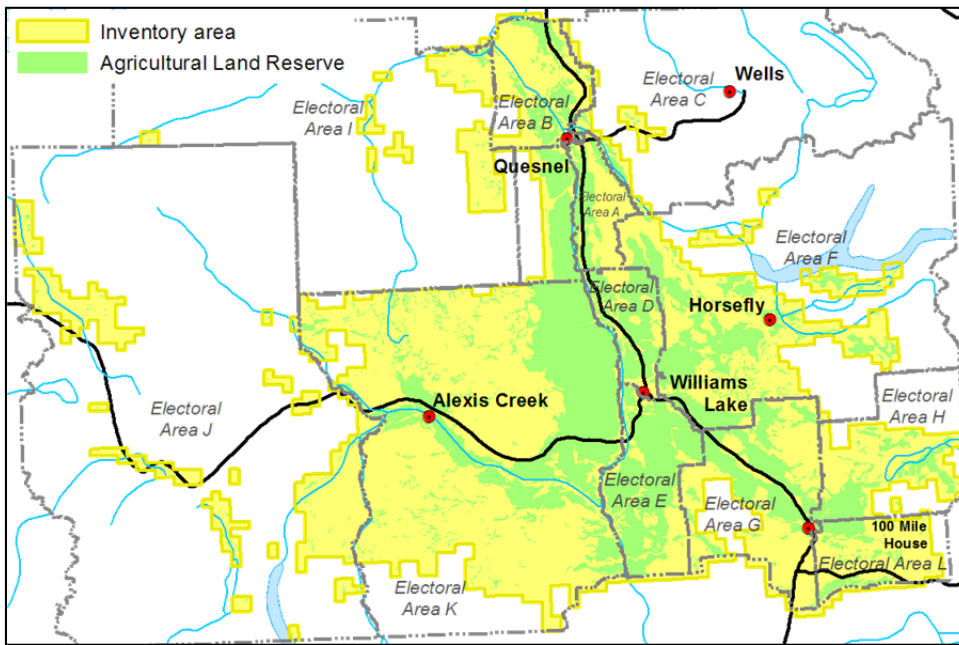 Inventory area
Agricultural Land Reserve
Wells
Electoral
Area C
Electoral
Area I
Electoral
Area B
Quesnel
Electoral
Area A
Electoral
Area F
Electoral
Area D
Horsefly
Williams
Lake
Electoral
Area H
Alexis Creek
Electoral
Area J
Electoral
Area E
Electoral
Area G
100 Mile
House
Electoral Area L
Electoral
Area K